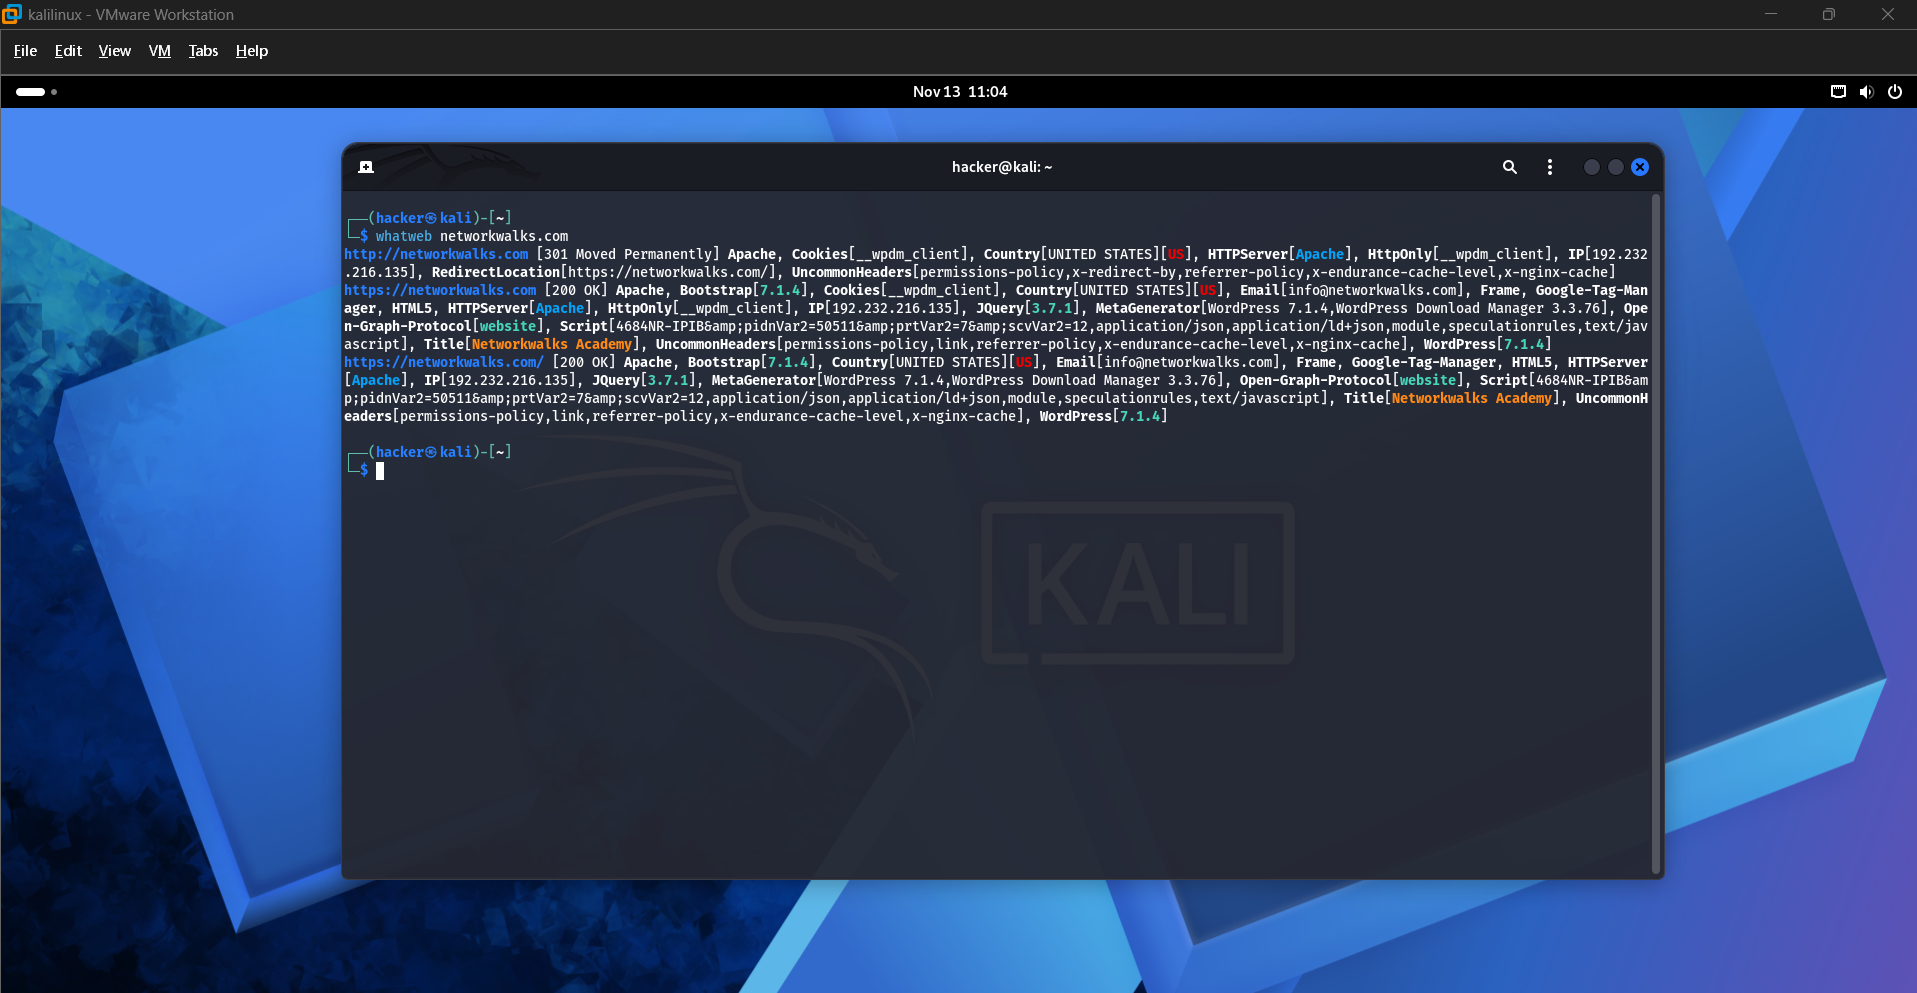 kalilinux - VMware Workstation
File Edit View VM Tabs Help
Nov 13 11:04
hacker@kali: ~
┌──(hacker㉿kali)-[~]
└─$ whatweb networkwalks.com
http://networkwalks.com [301 Moved Permanently] Apache, Cookies[__wpdm_client], Country[UNITED STATES][US], HTTPServer[Apache], HttpOnly[__wpdm_client], IP[192.232
.216.135], RedirectLocation[https://networkwalks.com/], UncommonHeaders[permissions-policy,x-redirect-by,referrer-policy,x-endurance-cache-level,x-nginx-cache]
https://networkwalks.com [200 OK] Apache, Bootstrap[7.1.4], Cookies[__wpdm_client], Country[UNITED STATES][US], Email[info@networkwalks.com], Frame, Google-Tag-Man
ager, HTML5, HTTPServer[Apache], HttpOnly[__wpdm_client], IP[192.232.216.135], JQuery[3.7.1], MetaGenerator[WordPress 7.1.4,WordPress Download Manager 3.3.76], Ope
n-Graph-Protocol[website], Script[4684NR-IPIB&amp;pidnVar2=50511&amp;prtVar2=7&amp;scvVar2=12,application/json,application/ld+json,module,speculationrules,text/jav
ascript], Title[Networkwalks Academy], UncommonHeaders[permissions-policy,link,referrer-policy,x-endurance-cache-level,x-nginx-cache], WordPress[7.1.4]
https://networkwalks.com/ [200 OK] Apache, Bootstrap[7.1.4], Country[UNITED STATES][US], Email[info@networkwalks.com], Frame, Google-Tag-Manager, HTML5, HTTPServer
[Apache], IP[192.232.216.135], JQuery[3.7.1], MetaGenerator[WordPress 7.1.4,WordPress Download Manager 3.3.76], Open-Graph-Protocol[website], Script[4684NR-IPIB&am
p;pidnVar2=50511&amp;prtVar2=7&amp;scvVar2=12,application/json,application/ld+json,module,speculationrules,text/javascript], Title[Networkwalks Academy], UncommonH
eaders[permissions-policy,link,referrer-policy,x-endurance-cache-level,x-nginx-cache], WordPress[7.1.4]
┌──(hacker㉿kali)-[~]
└─$
KALI